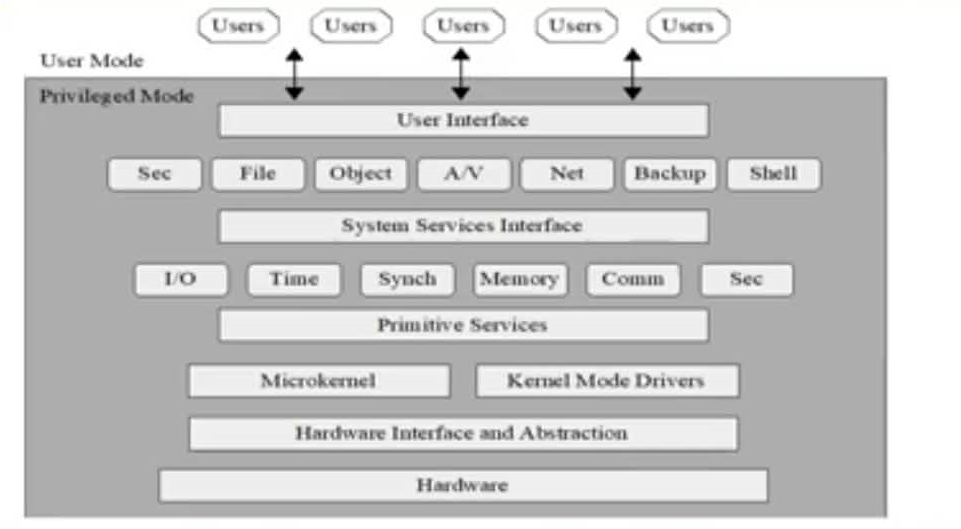 Users Users Users Users Users
User Mode
Privileged Mode
User Interface
Sec File Object A/V Net Backup Shell
System Services Interface
I/O Time Synch Memory Comm Sec
Primitive Services
Microkernel Kernel Mode Drivers
Hardware Interface and Abstraction
Hardware